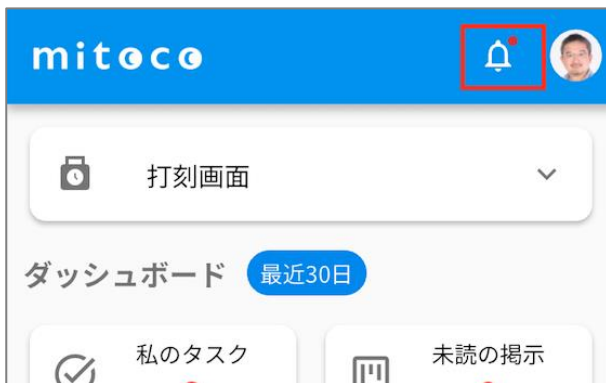 mitoco
打刻画面
ダッシュボード 最近30日
私のタスク 未読の掲示